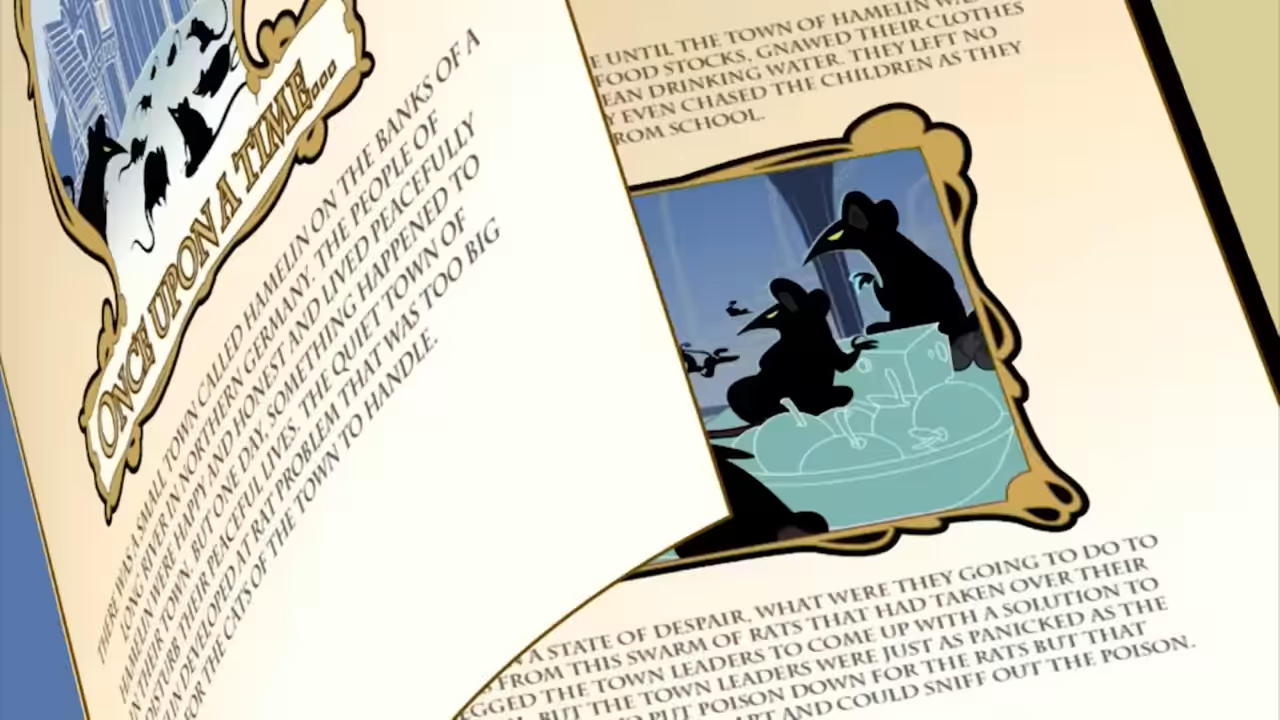 ONCE UPON A TIME...
THERE WAS A SMALL TOWN CALLED HAMELIN ON THE BANKS OF A
LONG RIVER IN NORTHERN GERMANY. THE PEOPLE OF
HAMELIN WERE HAPPY AND HONEST AND LIVED PEACEFULLY
IN THEIR TOWN. BUT ONE DAY, SOMETHING HAPPENED TO
DISTURB THEIR PEACEFUL LIVES. THE QUIET TOWN OF
DEVELOPED A RAT PROBLEM THAT WAS TOO BIG
FOR THE CATS OF THE TOWN TO HANDLE.
UNTIL THE TOWN OF HAMELIN
FOOD STOCKS, GNAWED THEIR CLOTHES
DRINKING WATER. THEY LEFT NO
EVEN CHASED THE CHILDREN AS THEY
FROM SCHOOL.
A STATE OF DESPAIR, WHAT WERE THEY GOING TO DO TO
FROM THIS SWARM OF RATS THAT HAD TAKEN OVER THEIR
THE TOWN LEADERS TO COME UP WITH A SOLUTION TO
BUT THE TOWN LEADERS WERE JUST AS PANICKED AS THE
PUT POISON DOWN FOR THE RATS BUT THAT
AND COULD SNIFF OUT THE POISON.